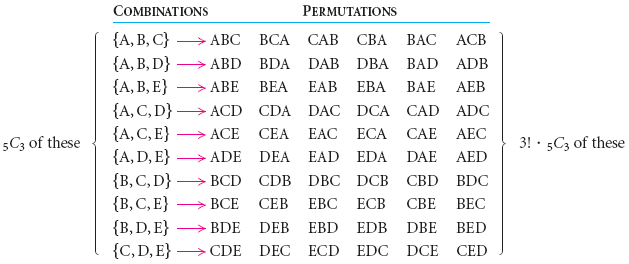 COMBINATIONS PERMUTATIONS
{A, B, C} → ABC BCA CAB CBA BAC ACB
{A, B, D} → ABD BDA DAB DBA BAD ADB
{A, B, E} → ABE BEA EAB EBA BAE AEB
{A, C, D} → ACD CDA DAC DCA CAD ADC
{A, C, E} → ACE CEA EAC ECA CAE AEC
₅C₃ of these 3! · ₅C₃ of these
{A, D, E} → ADE DEA EAD EDA DAE AED
{B, C, D} → BCD CDB DBC DCB CBD BDC
{B, C, E} → BCE CEB EBC ECB CBE BEC
{B, D, E} → BDE DEB EBD EDB DBE BED
{C, D, E} → CDE DEC ECD EDC DCE CED